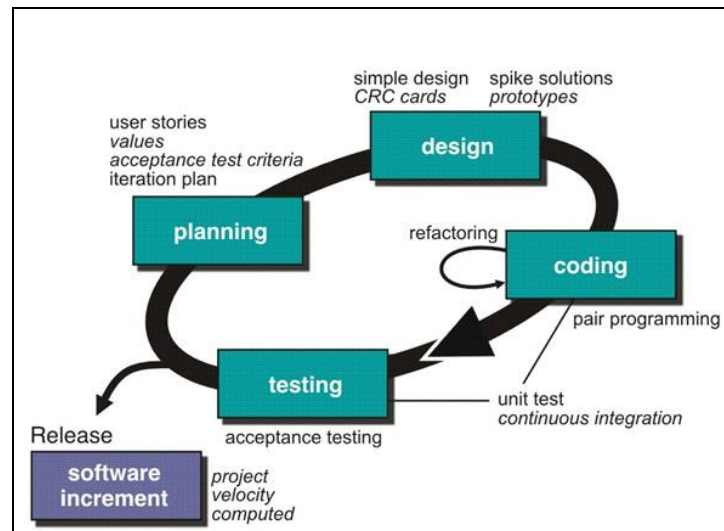 simple design
CRC cards
spike solutions
prototypes
design
user stories
values
acceptance test criteria
iteration plan
planning
refactoring
coding
pair programming
testing
unit test
continuous integration
acceptance testing
Release
software
increment
project
velocity
computed